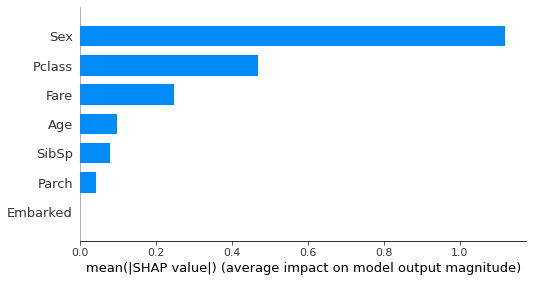 Sex
Pclass
Fare
Age
SibSp
Parch
Embarked
0.0 0.2 0.4 0.6 0.8 1.0
mean(|SHAP value|) (average impact on model output magnitude)